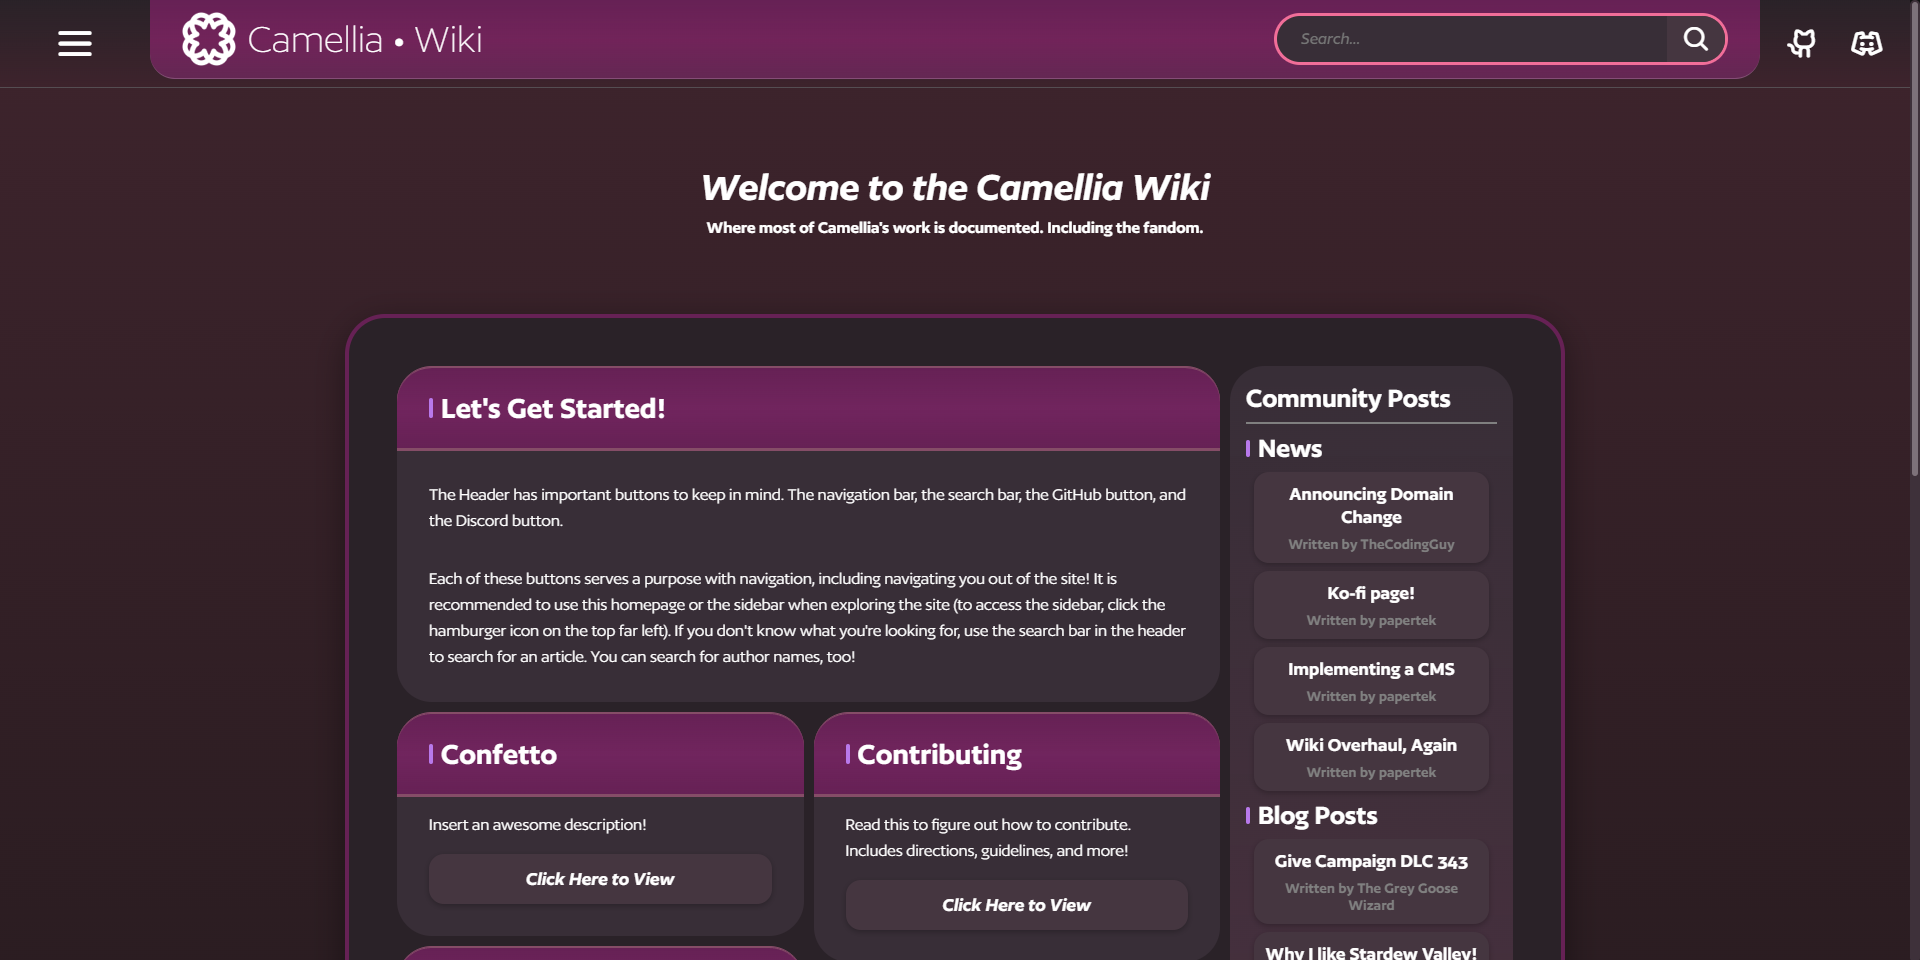 Camellia • Wiki
Search...
Welcome to the Camellia Wiki
Where most of Camellia's work is documented. Including the fandom.
Let's Get Started!
The Header has important buttons to keep in mind. The navigation bar, the search bar, the GitHub button, and
the Discord button.
Each of these buttons serves a purpose with navigation, including navigating you out of the site! It is
recommended to use this homepage or the sidebar when exploring the site (to access the sidebar, click the
hamburger icon on the top far left). If you don't know what you're looking for, use the search bar in the header
to search for an article. You can search for author names, too!
Confetto
Insert an awesome description!
Click Here to View
Contributing
Read this to figure out how to contribute.
Includes directions, guidelines, and more!
Click Here to View
Community Posts
News
Announcing Domain
Change
Written by TheCodingGuy
Ko-fi page!
Written by papertek
Implementing a CMS
Written by papertek
Wiki Overhaul, Again
Written by papertek
Blog Posts
Give Campaign DLC 343
Written by The Grey Goose
Wizard
Why I like Stardew Valley!